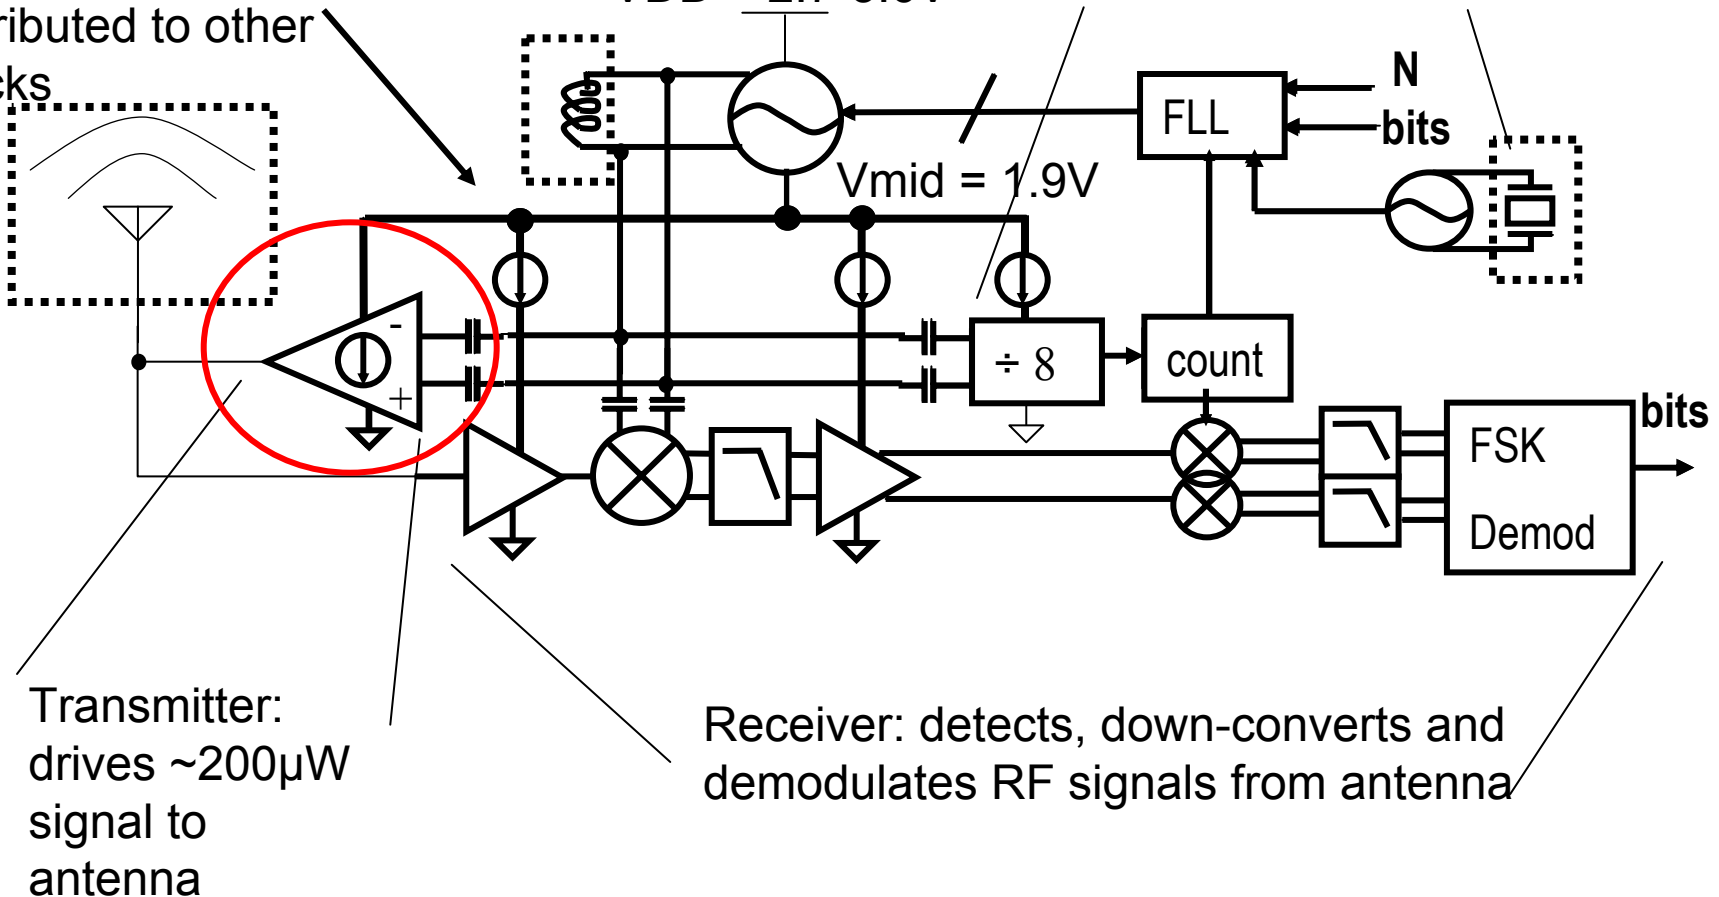 ributed to other
N
bits
FLL
Vmid = 1.9V
-
+
÷ 8
count
bits
FSK
Demod
Transmitter:
drives ~200µW
signal to
antenna
Receiver: detects, down-converts and
demodulates RF signals from antenna